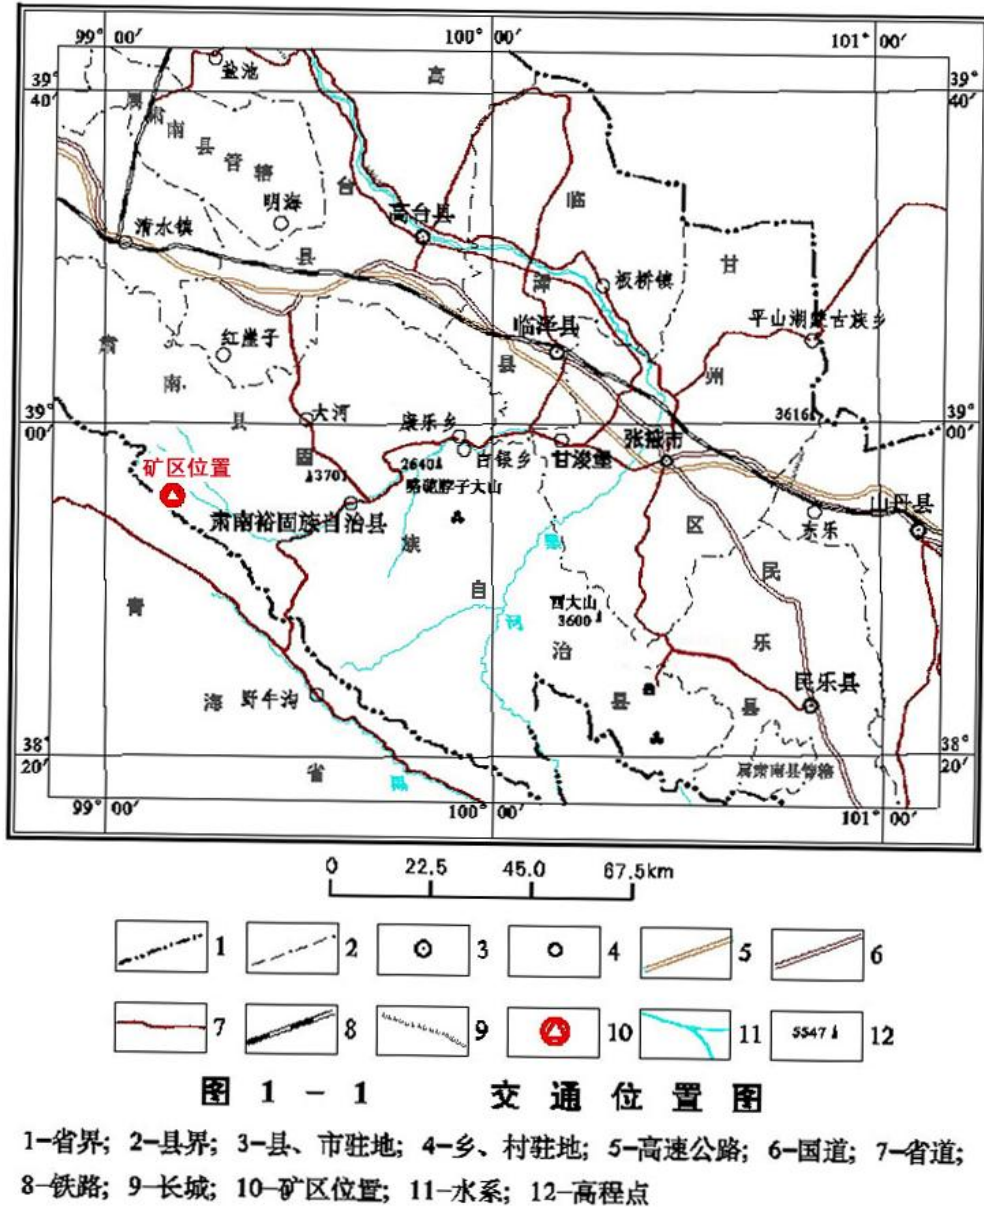 99° 00′ 100° 00′ 101° 00′
39° 40′
39° 40′
盐池
高
属肃南县管辖
明海
台
高台县
临
清水镇
县
甘
泽
板桥镇
平山湖蒙古族乡
肃
红崖子
临泽县
南
县
州
县
大河
39° 00′
康乐乡
3616
00′
白银乡
甘浚堡
张掖市
矿区位置
固
3701
2640
山丹县
肃南裕固族自治县
族
区
东乐
民
青
自
西大山
3600
河
治
乐
海
野牛沟
县
县
民乐县
38° 20′
38° 20′
省
黑
属肃南县管辖
99° 00′ 100° 00′ 101° 00′
0 22.5 45.0 67.5km
1 2 3 4 5 6
7 8 9 10 11 5547 12
图 1 - 1 交 通 位 置 图
1-省界; 2-县界; 3-县、市驻地; 4-乡、村驻地; 5-高速公路; 6-国道; 7-省道;
8-铁路; 9-长城; 10-矿区位置; 11-水系; 12-高程点